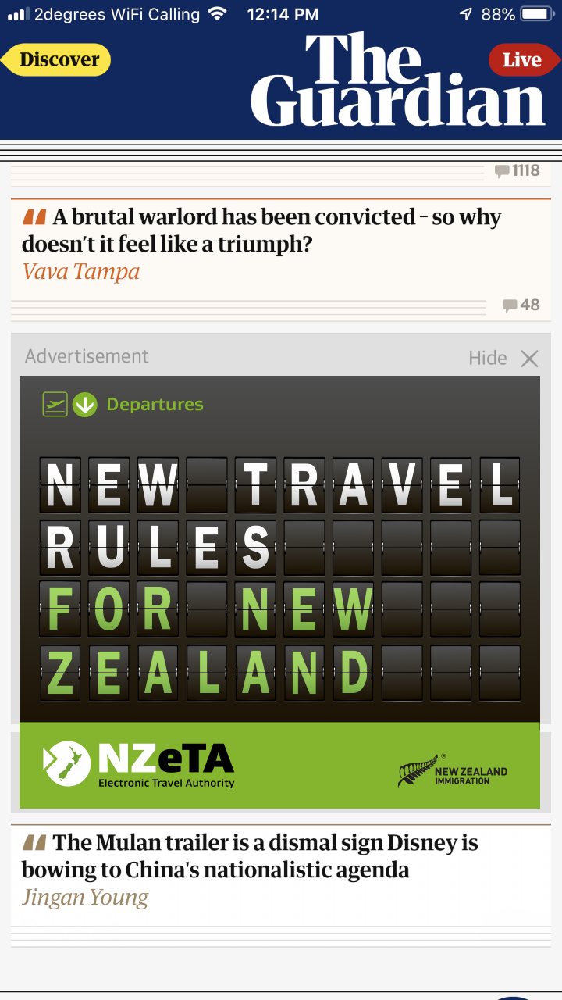 2degrees WiFi Calling 12:14 PM 88%
Discover
The
Guardian
Live
1118
A brutal warlord has been convicted – so why
doesn't it feel like a triumph?
Vava Tampa
48
Advertisement Hide
Departures
NEW TRAVEL
RULES
FOR NEW
ZEALAND
NZeTA
Electronic Travel Authority
NEW ZEALAND
IMMIGRATION
The Mulan trailer is a dismal sign Disney is
bowing to China's nationalistic agenda
Jingan Young